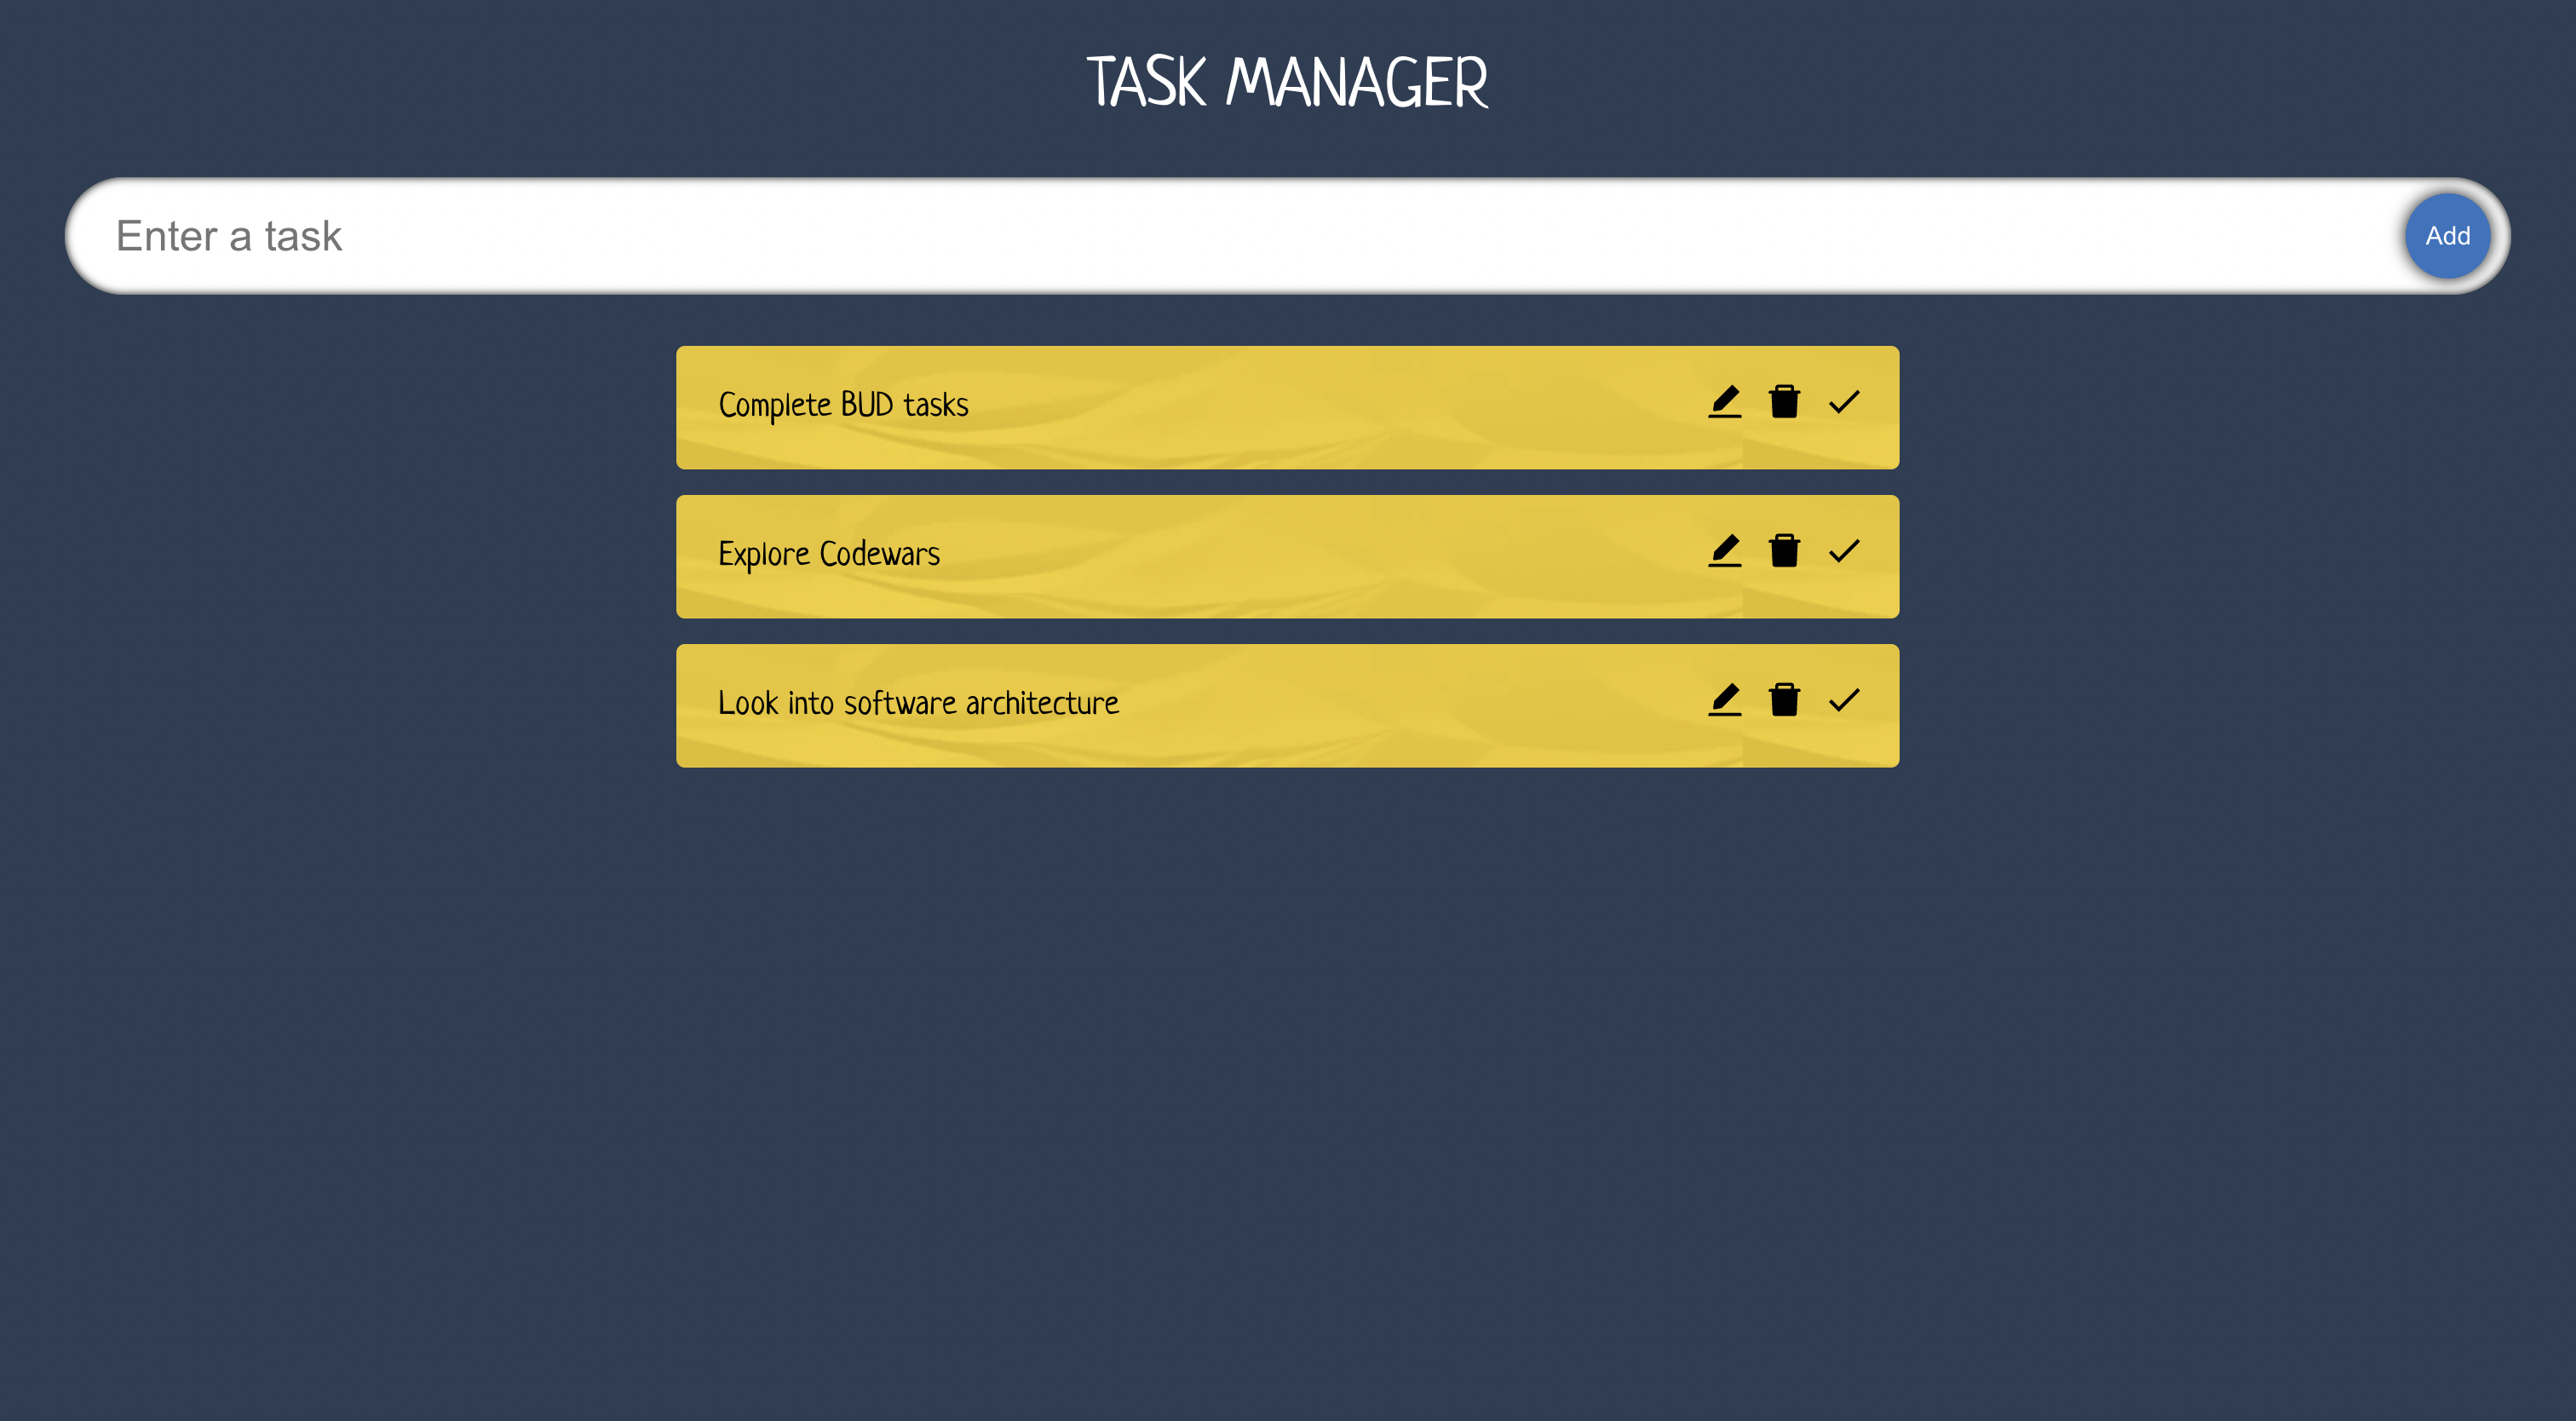 TASK MANAGER
Enter a task
Add
Complete BUD tasks
Explore Codewars
Look into software architecture